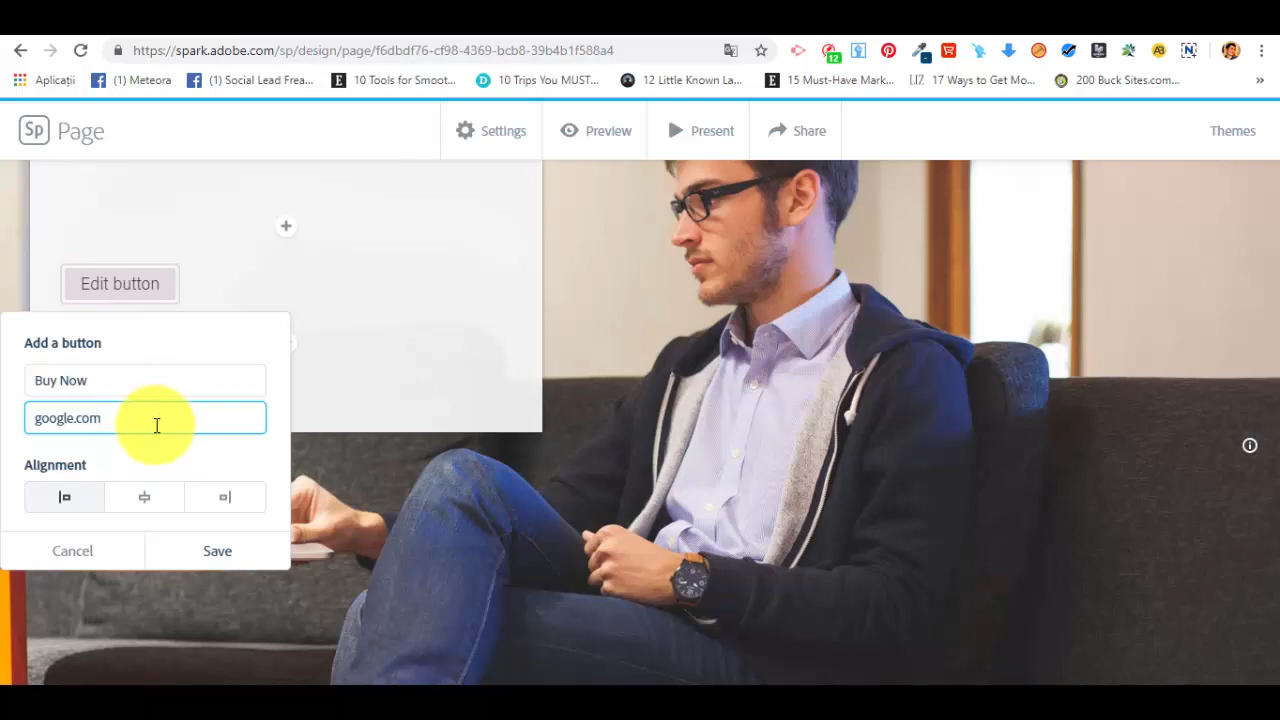 https://spark.adobe.com/sp/design/page/f6dbdf76-cf98-4369-bcb8-39b4b1f588a4
12
AB
N
Aplicații
(1) Meteora
(1) Social Lead Frea...
E
10 Tools for Smoot...
D
10 Trips You MUST...
12 Little Known La...
E
15 Must-Have Mark...
17 Ways to Get Mo...
200 Buck Sites.com...
»
Sp Page
Settings
Preview
Present
Share
Themes
Edit button
Add a button
Buy Now
google.com
Alignment
Cancel
Save